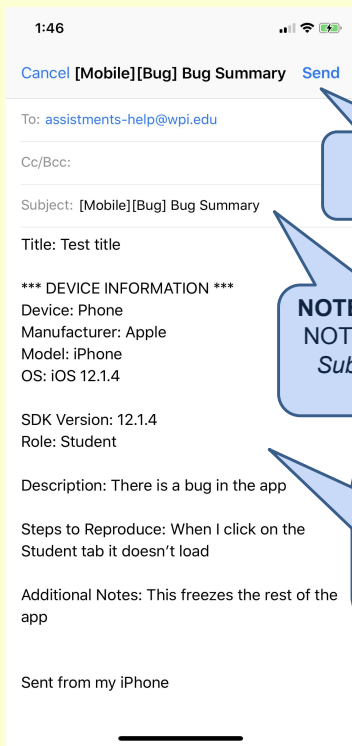 1:46
Cancel [Mobile][Bug] Bug Summary Send
To: assistments-help@wpi.edu
Cc/Bcc:
Subject: [Mobile][Bug] Bug Summary
Title: Test title
*** DEVICE INFORMATION ***
Device: Phone
Manufacturer: Apple
Model: iPhone
OS: iOS 12.1.4
SDK Version: 12.1.4
Role: Student
Description: There is a bug in the app
Steps to Reproduce: When I click on the
Student tab it doesn't load
Additional Notes: This freezes the rest of the
app
Sent from my iPhone